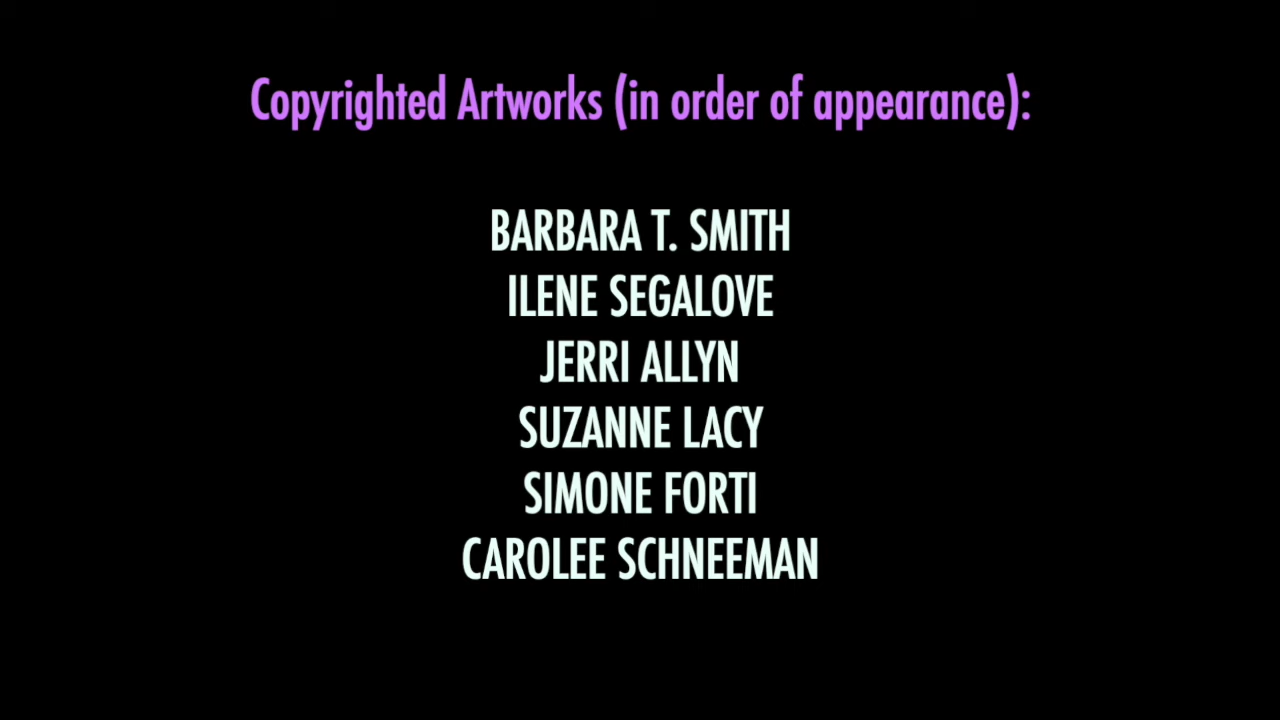 Copyrighted Artworks (in order of appearance):
BARBARA T. SMITH
ILENE SEGALOVE
JERRI ALLYN
SUZANNE LACY
SIMONE FORTI
CAROLEE SCHNEEMAN